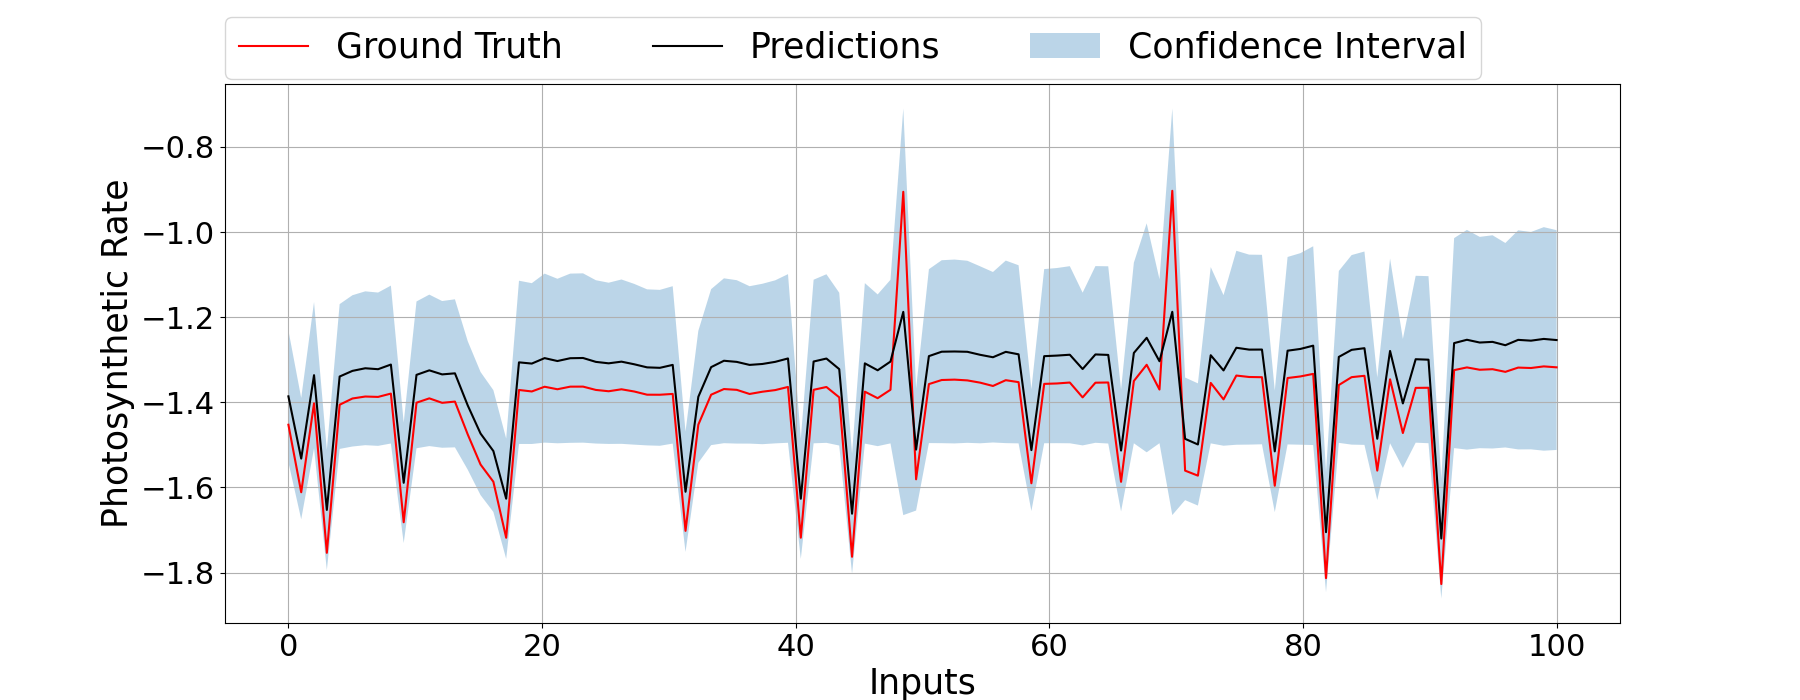 Ground Truth Predictions Confidence Interval
Photosynthetic Rate
−0.8
−1.0
−1.2
−1.4
−1.6
−1.8
0 20 40 60 80 100
Inputs